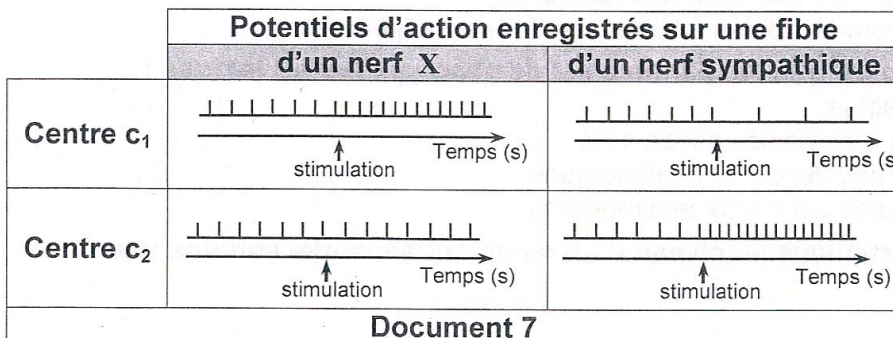 Potentiels d'action enregistrés sur une fibre
d'un nerf X
d'un nerf sympathique
Centre c₁
stimulation
Temps (s)
stimulation
Temps (s)
Centre c₂
stimulation
Temps (s)
stimulation
Temps (s)
Document 7